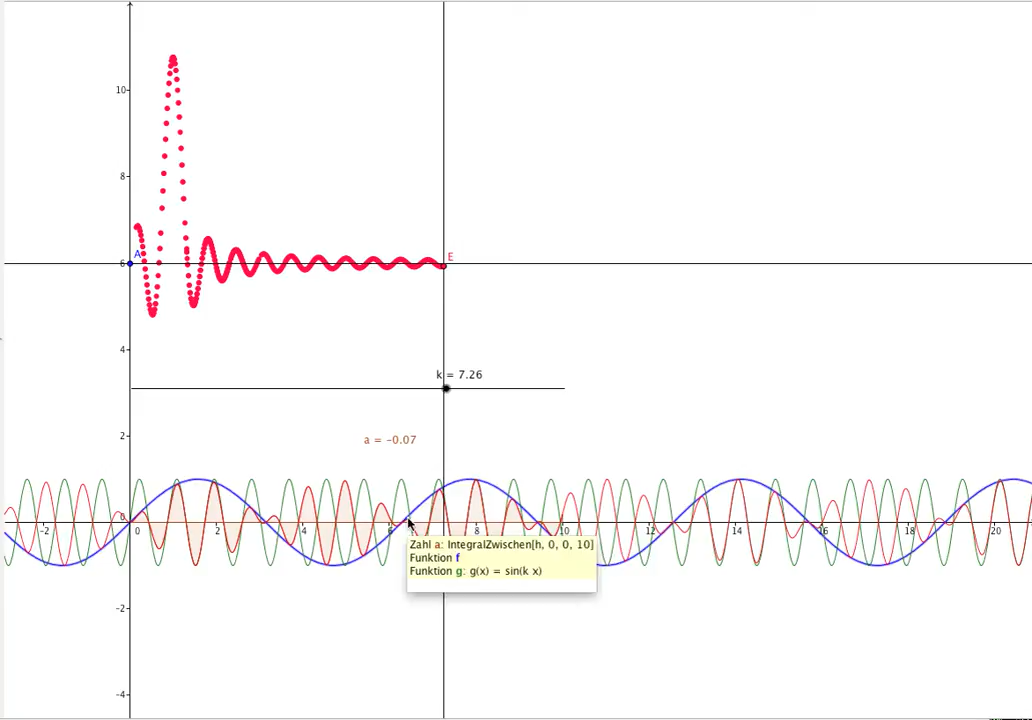 10
8
A
6
E
4
k = 7.26
2
a = -0.07
0
-2 0 2 4 6 8 10 12 14 16 18 20
Zahl a: IntegralZwischen[h, 0, 0, 10]
Funktion f
Funktion g: g(x) = sin(k x)
-2
-4